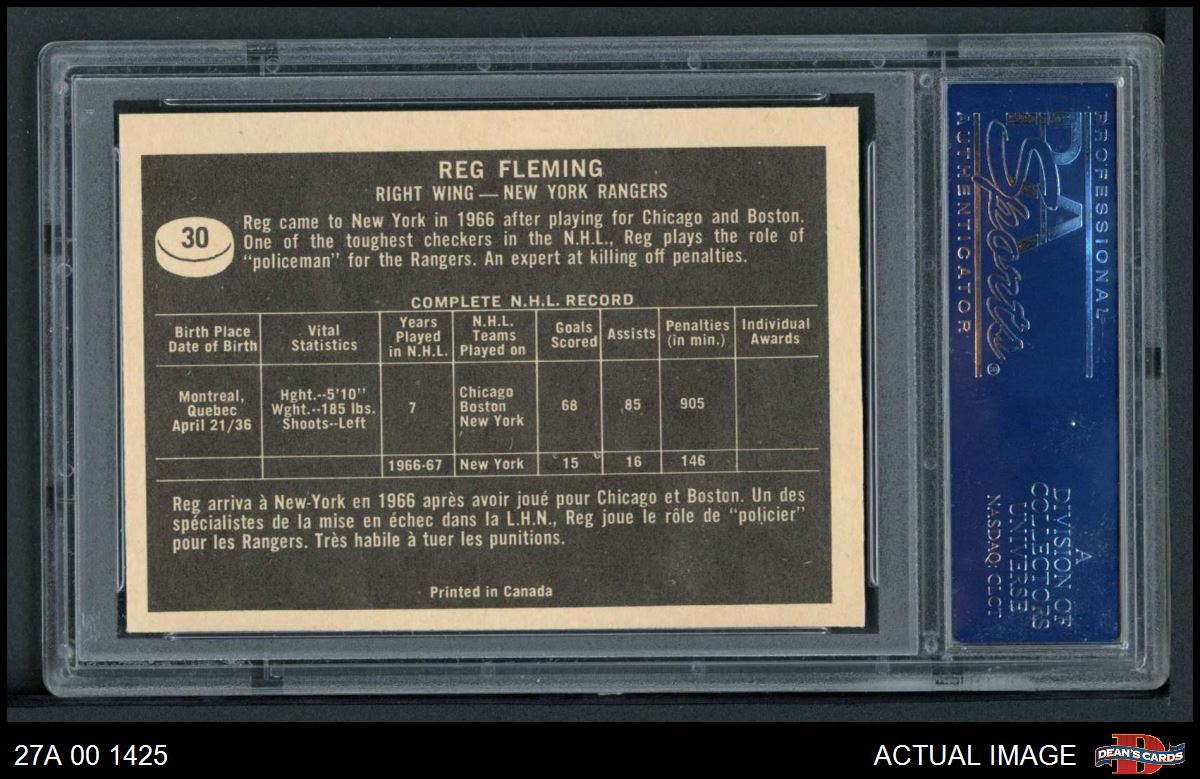 REG FLEMING
RIGHT WING — NEW YORK RANGERS
30
Reg came to New York in 1966 after playing for Chicago and Boston.
One of the toughest checkers in the N.H.L., Reg plays the role of
“policeman” for the Rangers. An expert at killing off penalties.
COMPLETE N.H.L. RECORD
Birth Place
Date of Birth
Vital
Statistics
Years
Played
in N.H.L.
N.H.L.
Teams
Played on
Goals
Scored
Assists
Penalties
(in min.)
Individual
Awards
Montreal,
Quebec
April 21/36
Hght.--5'10''
Wght.--185 lbs.
Shoots--Left
7
Chicago
Boston
New York
68
85
905
1966-67
New York
15
16
146
Reg arriva à New-York en 1966 après avoir joué pour Chicago et Boston. Un des
spécialistes de la mise en échec dans la L.H.N., Reg joue le rôle de “policier”
pour les Rangers. Très habile à tuer les punitions.
Printed in Canada
PROFESSIONAL
PSA
Sports®
AUTHENTICATOR
A
DIVISION OF
COLLECTORS
UNIVERSE
NASDAQ: CLCT
27A 00 1425
ACTUAL IMAGE
D
DEAN'S CARDS